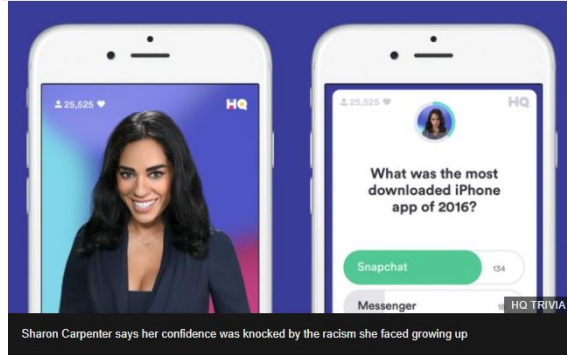 25,525
HQ
25,525
HQ
What was the most
downloaded iPhone
app of 2016?
Snapchat
134
Messenger
HQ TRIVIA
Sharon Carpenter says her confidence was knocked by the racism she faced growing up